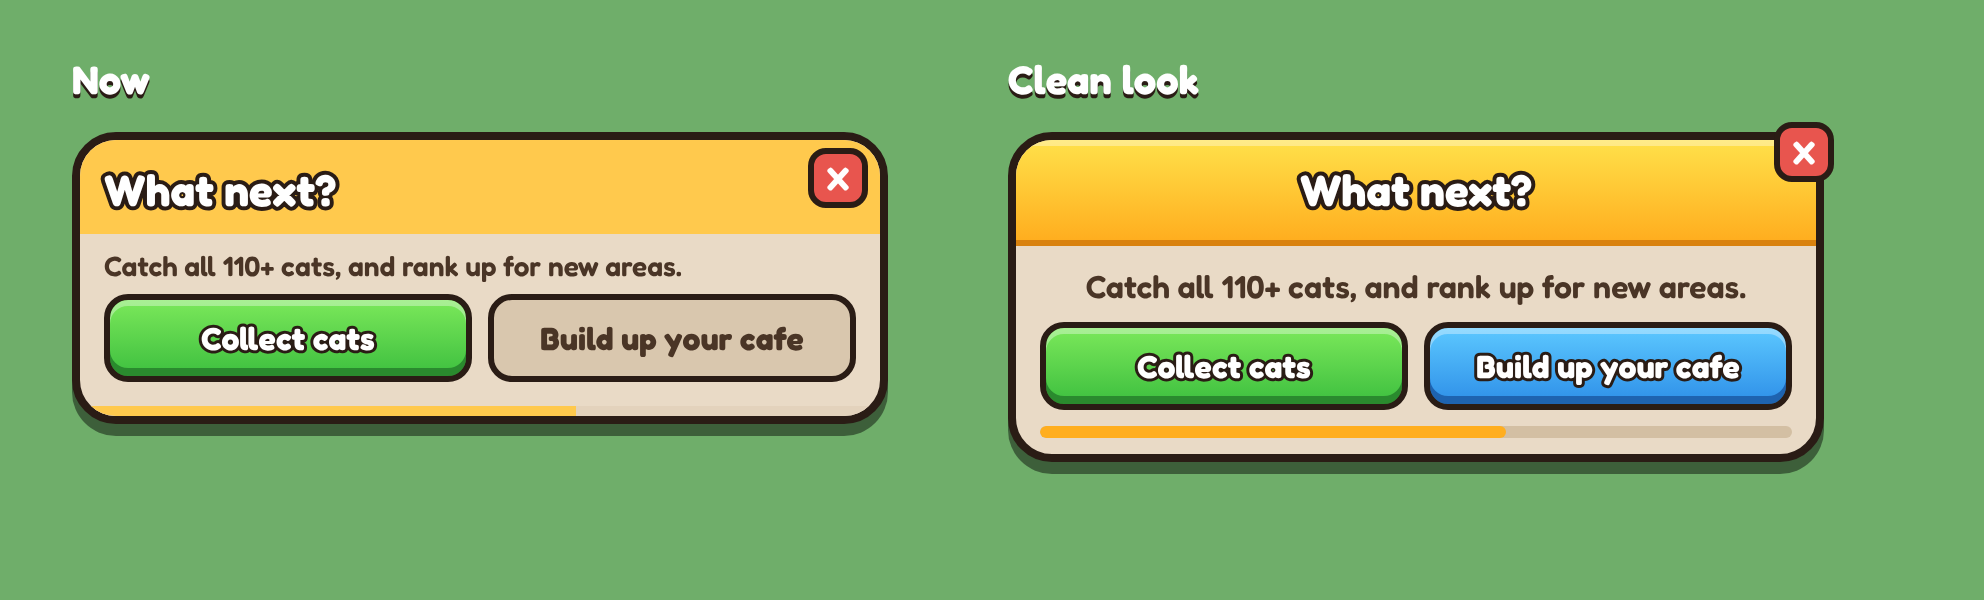 Now
What next?
Catch all 110+ cats, and rank up for new areas.
Collect cats
Build up your cafe
Clean look
What next?
Catch all 110+ cats, and rank up for new areas.
Collect cats
Build up your cafe